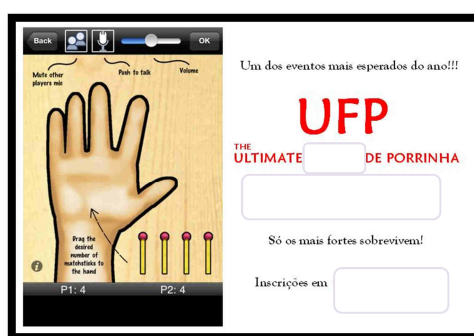 Back
OK
Mute other
players mic
Push to talk
Volume
Drag the
desired
number of
matchsticks to
the hand
i
P1: 4
P2: 4
Um dos eventos mais esperados do ano!!!
UFP
THE
ULTIMATE DE PORRINHA
Só os mais fortes sobrevivem!
Inscrições em